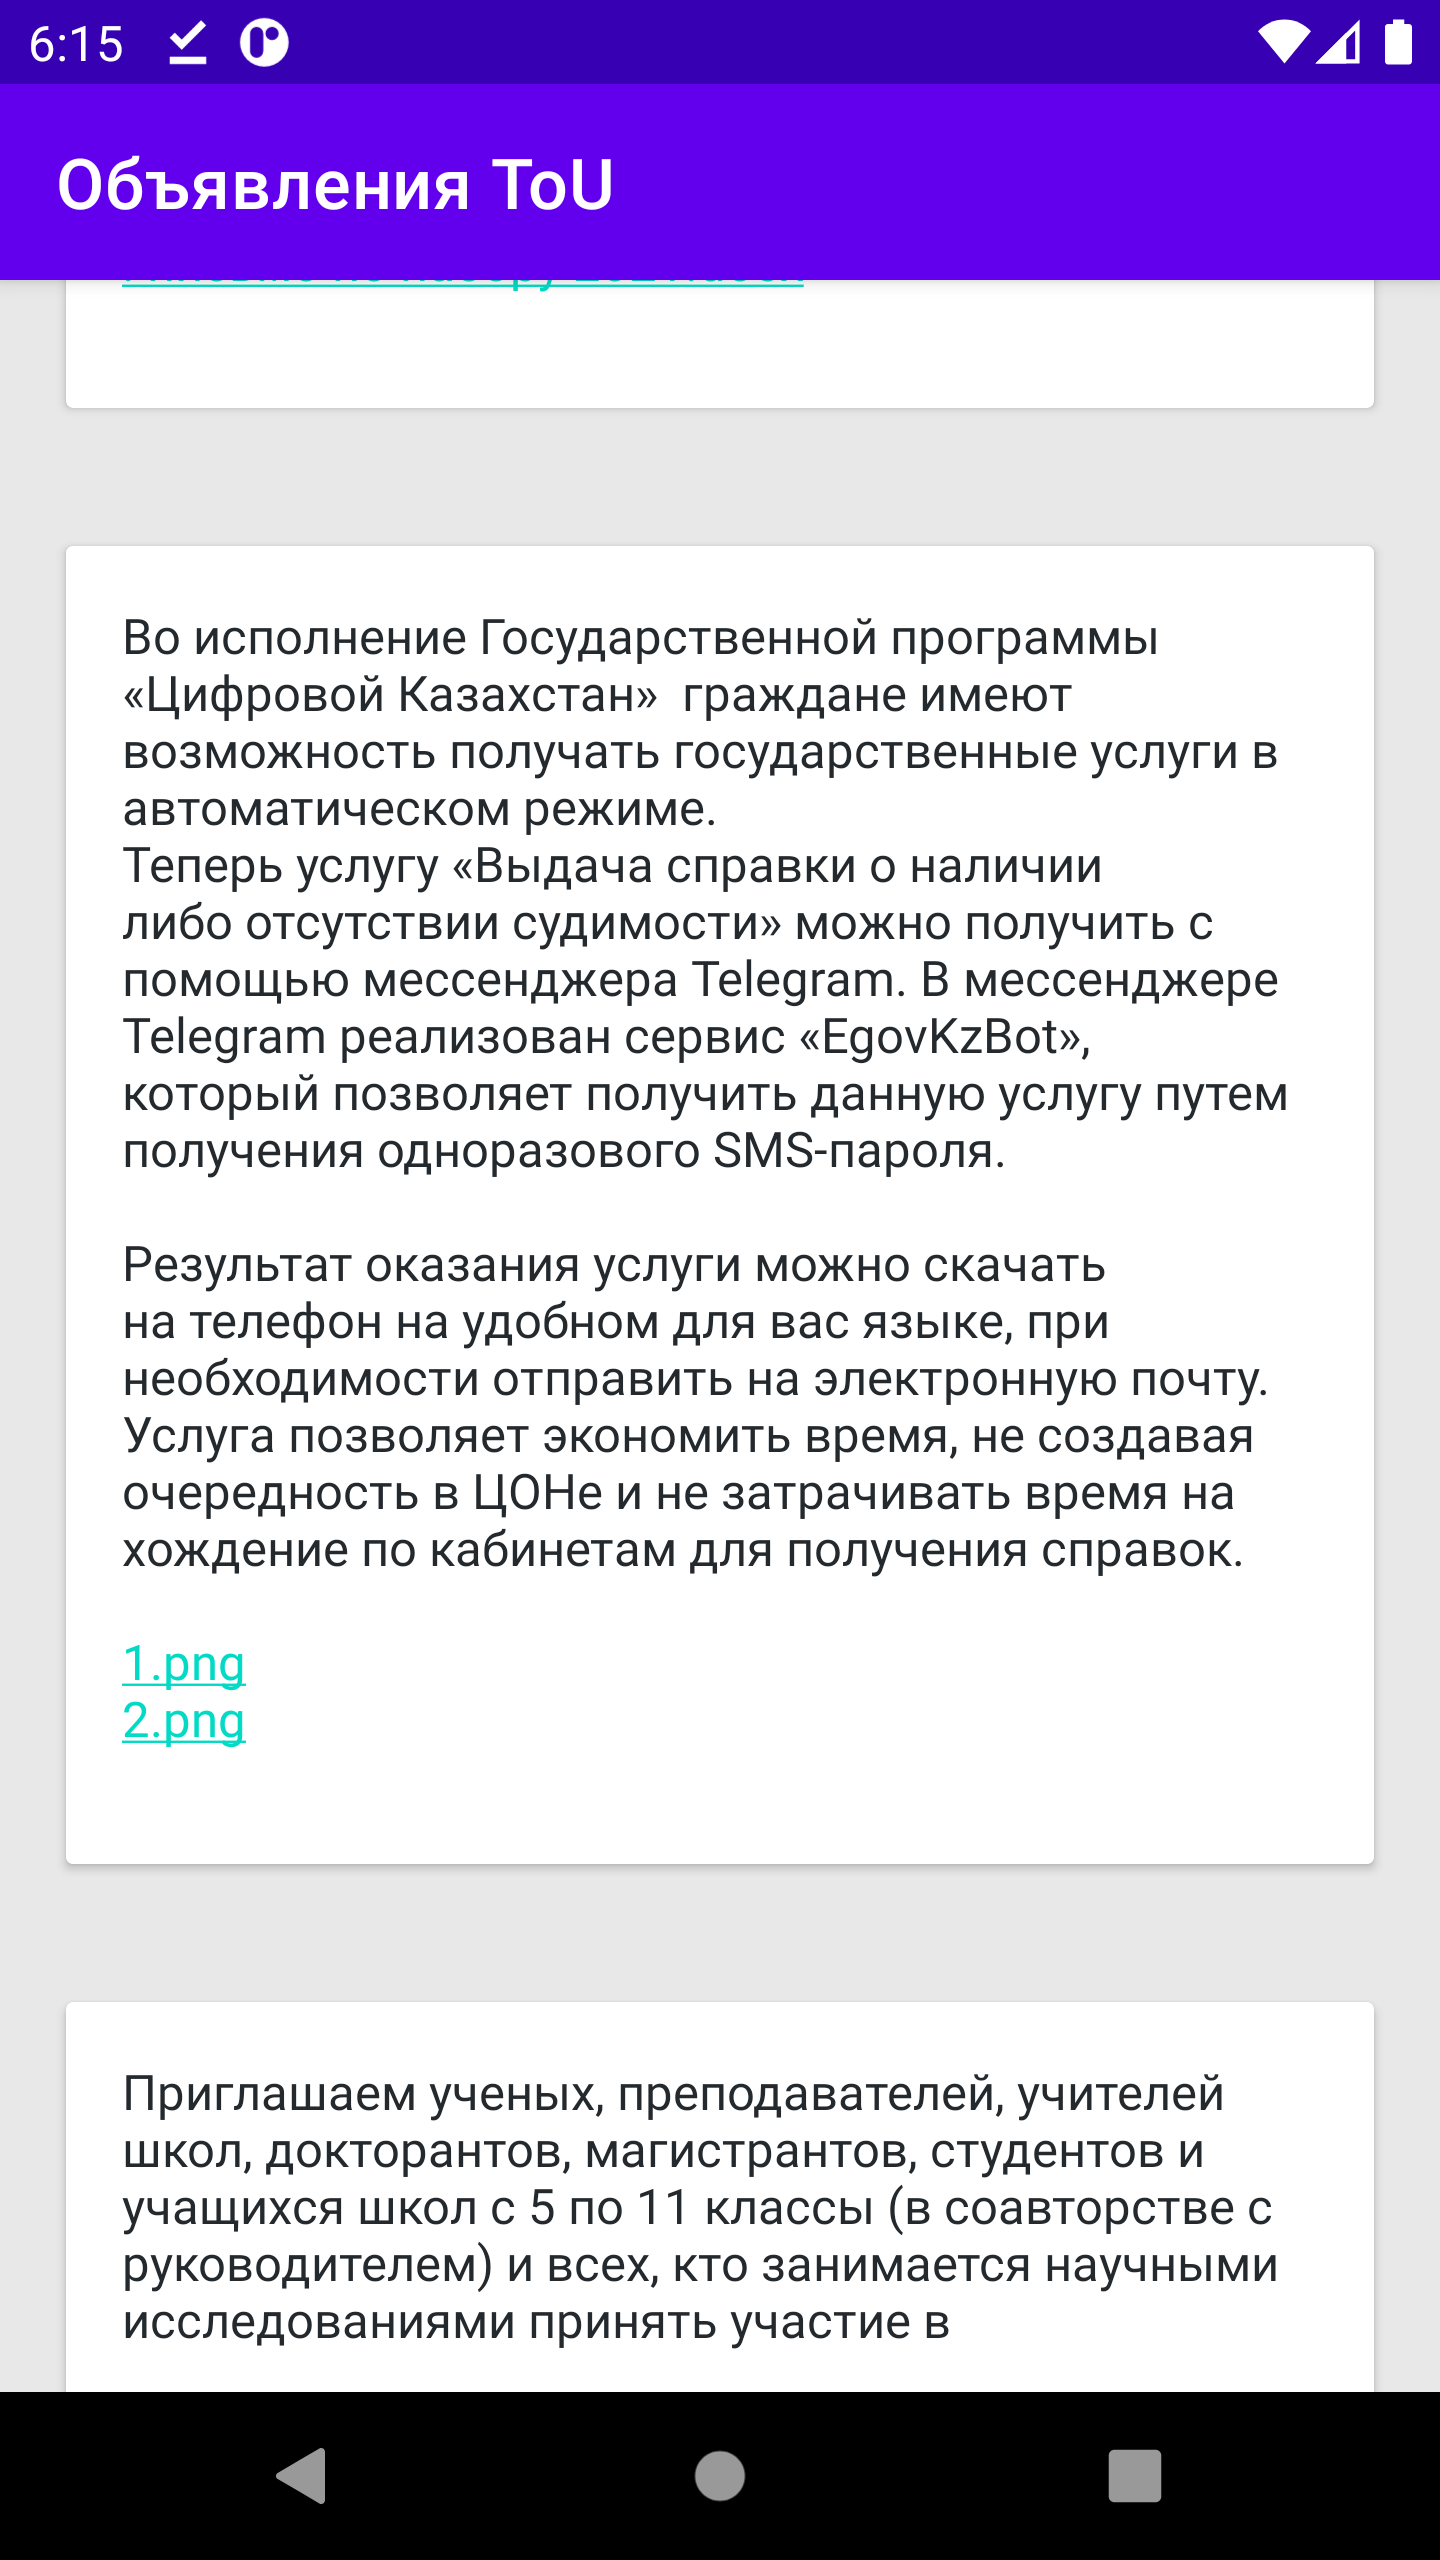 6:15
Объявления ToU
Во исполнение Государственной программы
«Цифровой Казахстан»  граждане имеют
возможность получать государственные услуги в
автоматическом режиме.
Теперь услугу «Выдача справки о наличии
либо отсутствии судимости» можно получить с
помощью мессенджера Telegram. В мессенджере
Telegram реализован сервис «EgovKzBot»,
который позволяет получить данную услугу путем
получения одноразового SMS-пароля.
Результат оказания услуги можно скачать
на телефон на удобном для вас языке, при
необходимости отправить на электронную почту.
Услуга позволяет экономить время, не создавая
очередность в ЦОНе и не затрачивать время на
хождение по кабинетам для получения справок.
1.png
2.png
Приглашаем ученых, преподавателей, учителей
школ, докторантов, магистрантов, студентов и
учащихся школ с 5 по 11 классы (в соавторстве с
руководителем) и всех, кто занимается научными
исследованиями принять участие в